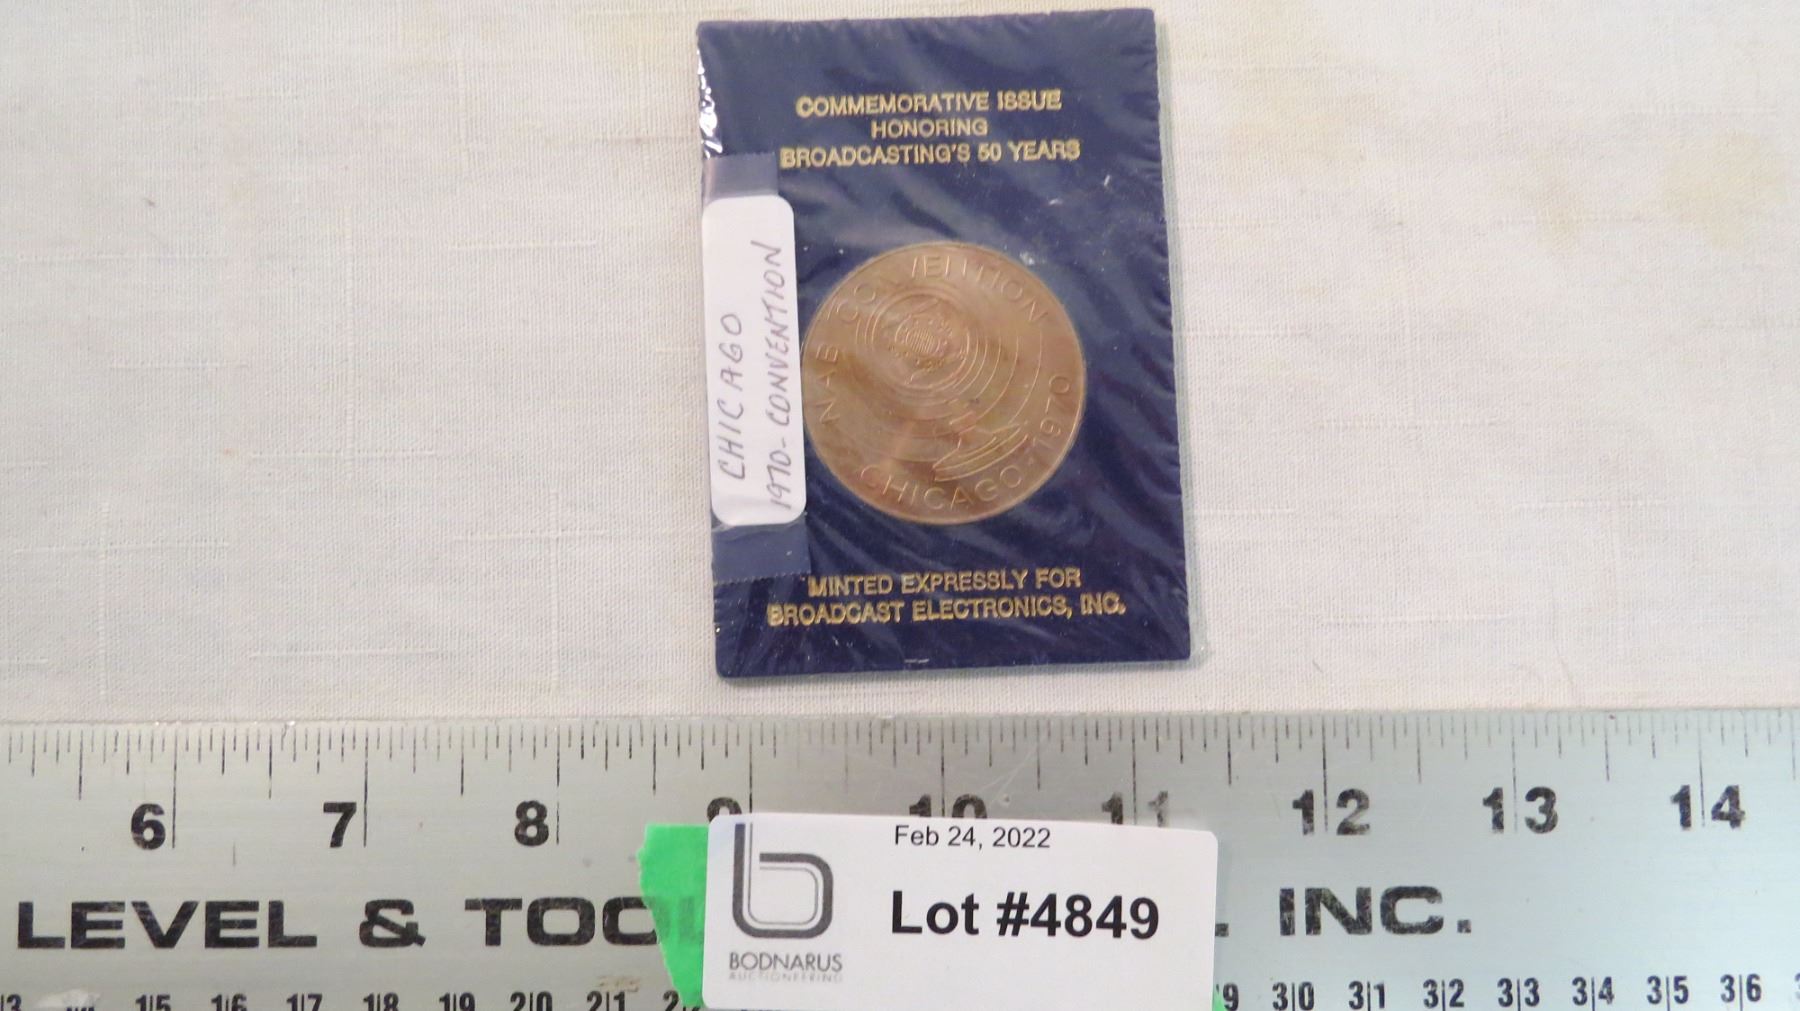 COMMEMORATIVE ISSUE
HONORING
BROADCASTING'S 50 YEARS
CHICAGO
1970-CONVENTION
NAB CONVENTION
CHICAGO-1970
MINTED EXPRESSLY FOR
BROADCAST ELECTRONICS, INC.
6 7 8 9 10 11 12 13 14
Feb 24, 2022
Lot #4849
BODNARUS
AUCTIONEERING
LEVEL & TOOL INC.
15 16 17 18 19 20 21 30 31 32 33 34 35 36